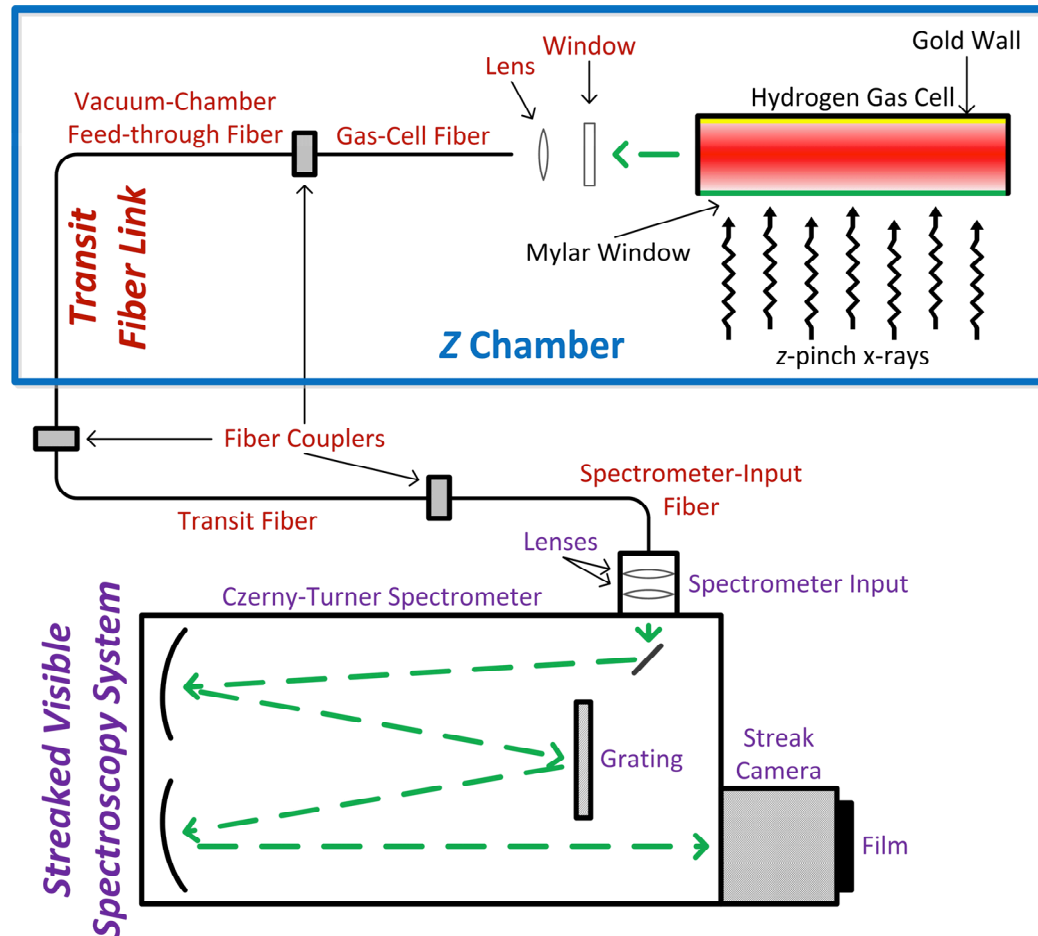 Window
Gold Wall
Lens
Hydrogen Gas Cell
Vacuum-Chamber
Feed-through Fiber
Gas-Cell Fiber
Mylar Window
Transit
Fiber Link
Z Chamber
z-pinch x-rays
Fiber Couplers
Transit Fiber
Spectrometer-Input
Fiber
Lenses
Spectrometer Input
Czerny-Turner Spectrometer
Streaked Visible
Spectroscopy System
Grating
Streak
Camera
Film